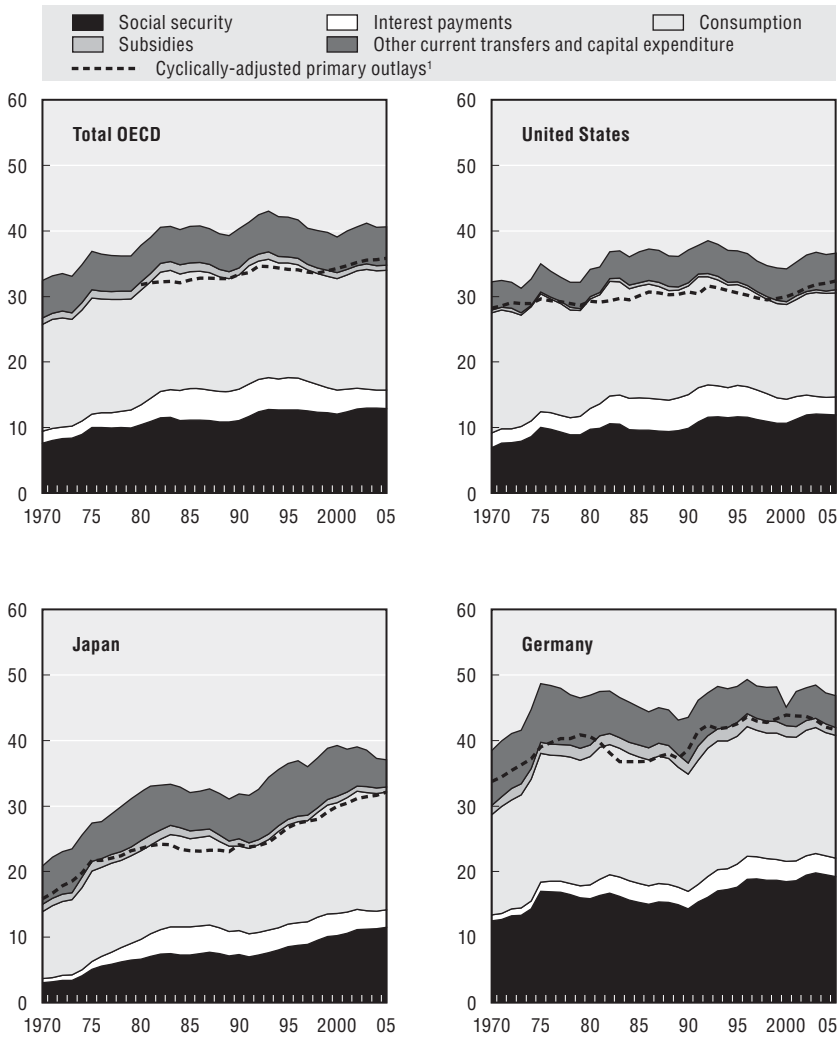 Social security Interest payments Consumption
Subsidies Other current transfers and capital expenditure
Cyclically-adjusted primary outlays¹
60 60
Total OECD United States
50 50
40 40
30 30
20 20
10 10
0 0
1970 75 80 85 90 95 2000 05 1970 75 80 85 90 95 2000 05
60 60
Japan Germany
50 50
40 40
30 30
20 20
10 10
0 0
1970 75 80 85 90 95 2000 05 1970 75 80 85 90 95 2000 05